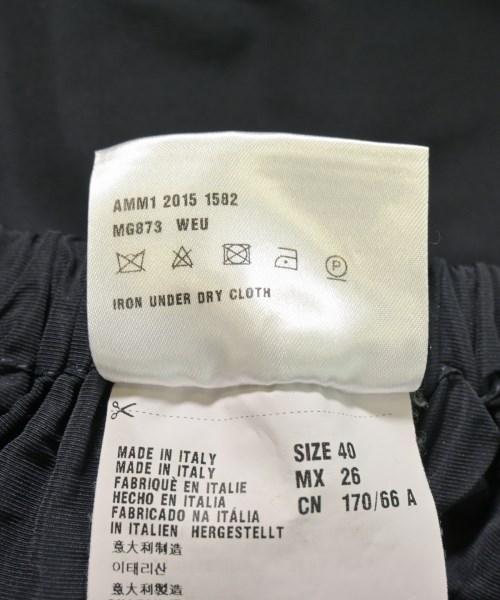 AMM1 2015 1582
MG873 WEU
P
IRON UNDER DRY CLOTH
MADE IN ITALY
MADE IN ITALY
FABRIQUÉ EN ITALIE
HECHO EN ITALIA
FABRICADO NA ITÁLIA
IN ITALIEN HERGESTELLT
意大利制造
이태리산
意大利製造
SIZE 40
MX 26
CN 170/66 A